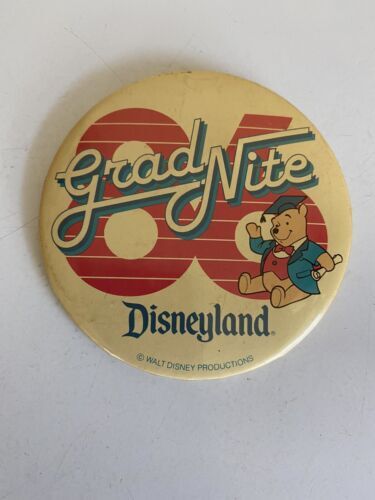 86
Grad Nite
Disneyland®
© WALT DISNEY PRODUCTIONS